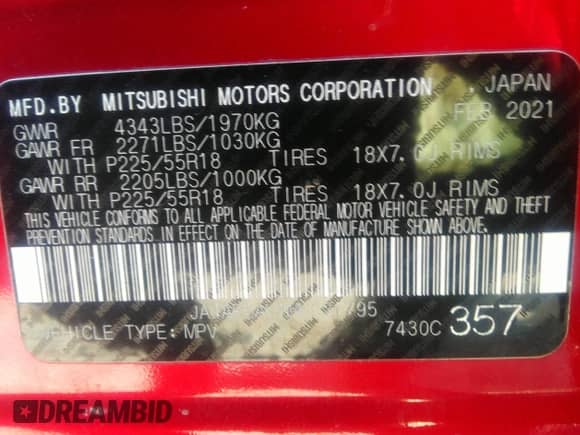 MFD.BY MITSUBISHI MOTORS CORPORATION , JAPAN
FEB 2021
GVWR 4343LBS/1970KG
GAWR FR 2271LBS/1030KG
WITH P225/55R18 TIRES 18X7.0J RIMS
GAWR RR 2205LBS/1000KG
WITH P225/55R18 TIRES 18X7.0J RIMS
THIS VEHICLE CONFORMS TO ALL APPLICABLE FEDERAL MOTOR VEHICLE SAFETY AND THEFT
PREVENTION STANDARDS IN EFFECT ON THE DATE OF MANUFACTURE SHOWN ABOVE.
VEHICLE TYPE: MPV 7430C 357
DREAMBID